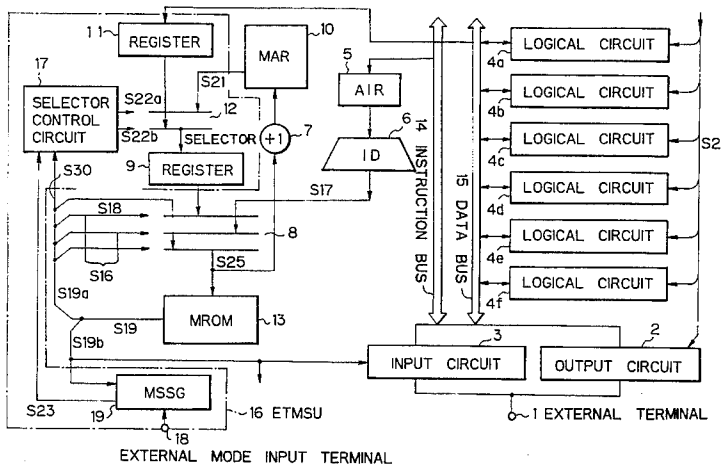 11
REGISTER
10
MAR
17
SELECTOR
CONTROL
CIRCUIT
S22a
S22b
S21
12
SELECTOR
+1
7
9
REGISTER
5
AIR
6
ID
S17
14 INSTRUCTION BUS
15 DATA BUS
4a
LOGICAL CIRCUIT
4b
LOGICAL CIRCUIT
4c
LOGICAL CIRCUIT
4d
LOGICAL CIRCUIT
4e
LOGICAL CIRCUIT
4f
LOGICAL CIRCUIT
S2
S30
S18
S16
8
S25
S19a
S19
S19b
MROM
13
3
INPUT CIRCUIT
2
OUTPUT CIRCUIT
MSSG
19
S23
16 ETMSU
18
1 EXTERNAL TERMINAL
EXTERNAL MODE INPUT TERMINAL